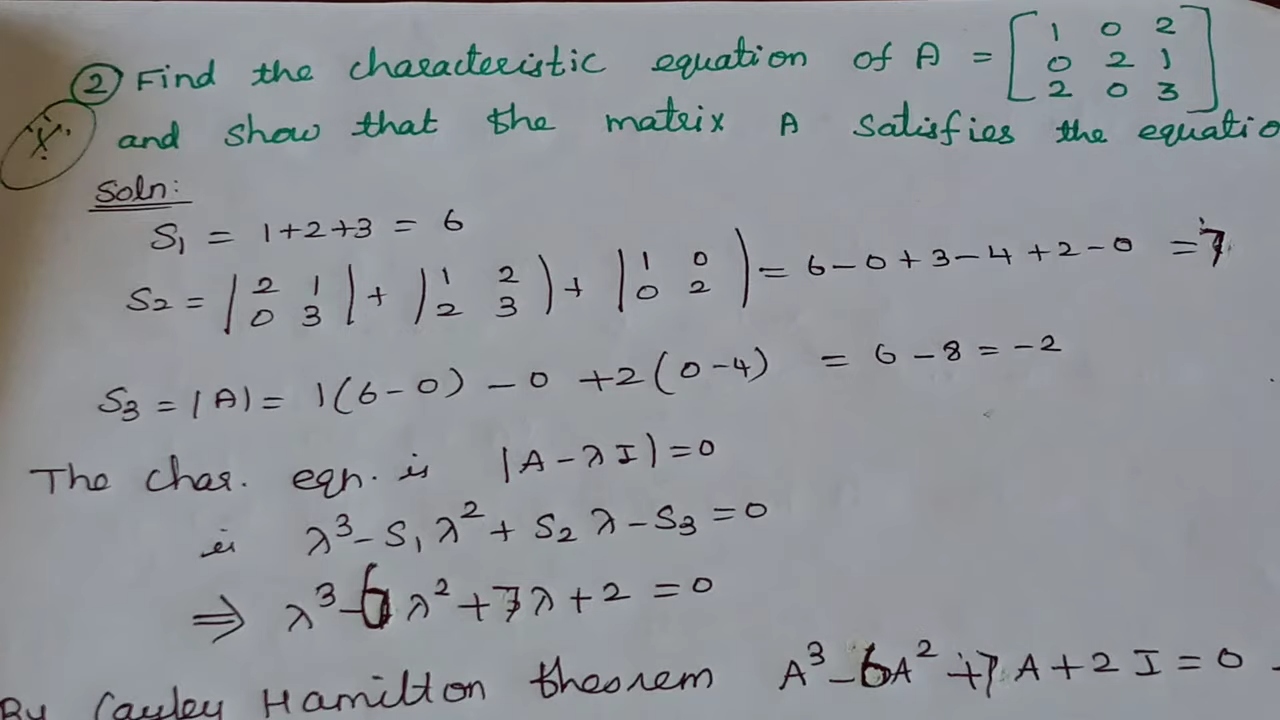 ② Find the characteristic equation of A = [1 0 2
0 2 1
2 0 3]
and show that the matrix A satisfies the equatio
Soln:
S₁ = 1+2+3 = 6
S₂ = |2 1; 0 3| + |1 2; 2 3| + |1 0; 0 2| = 6-0+3-4+2-0 = 7
S₃ = |A| = 1(6-0) -0 +2(0-4) = 6-8 = -2
The char. eqn. is |A-λI| = 0
ie λ³-S₁λ²+S₂λ-S₃ = 0
⇒ λ³-6λ²+7λ+2 = 0
By Cayley Hamilton theorem A³-6A²+7A+2I = 0 -